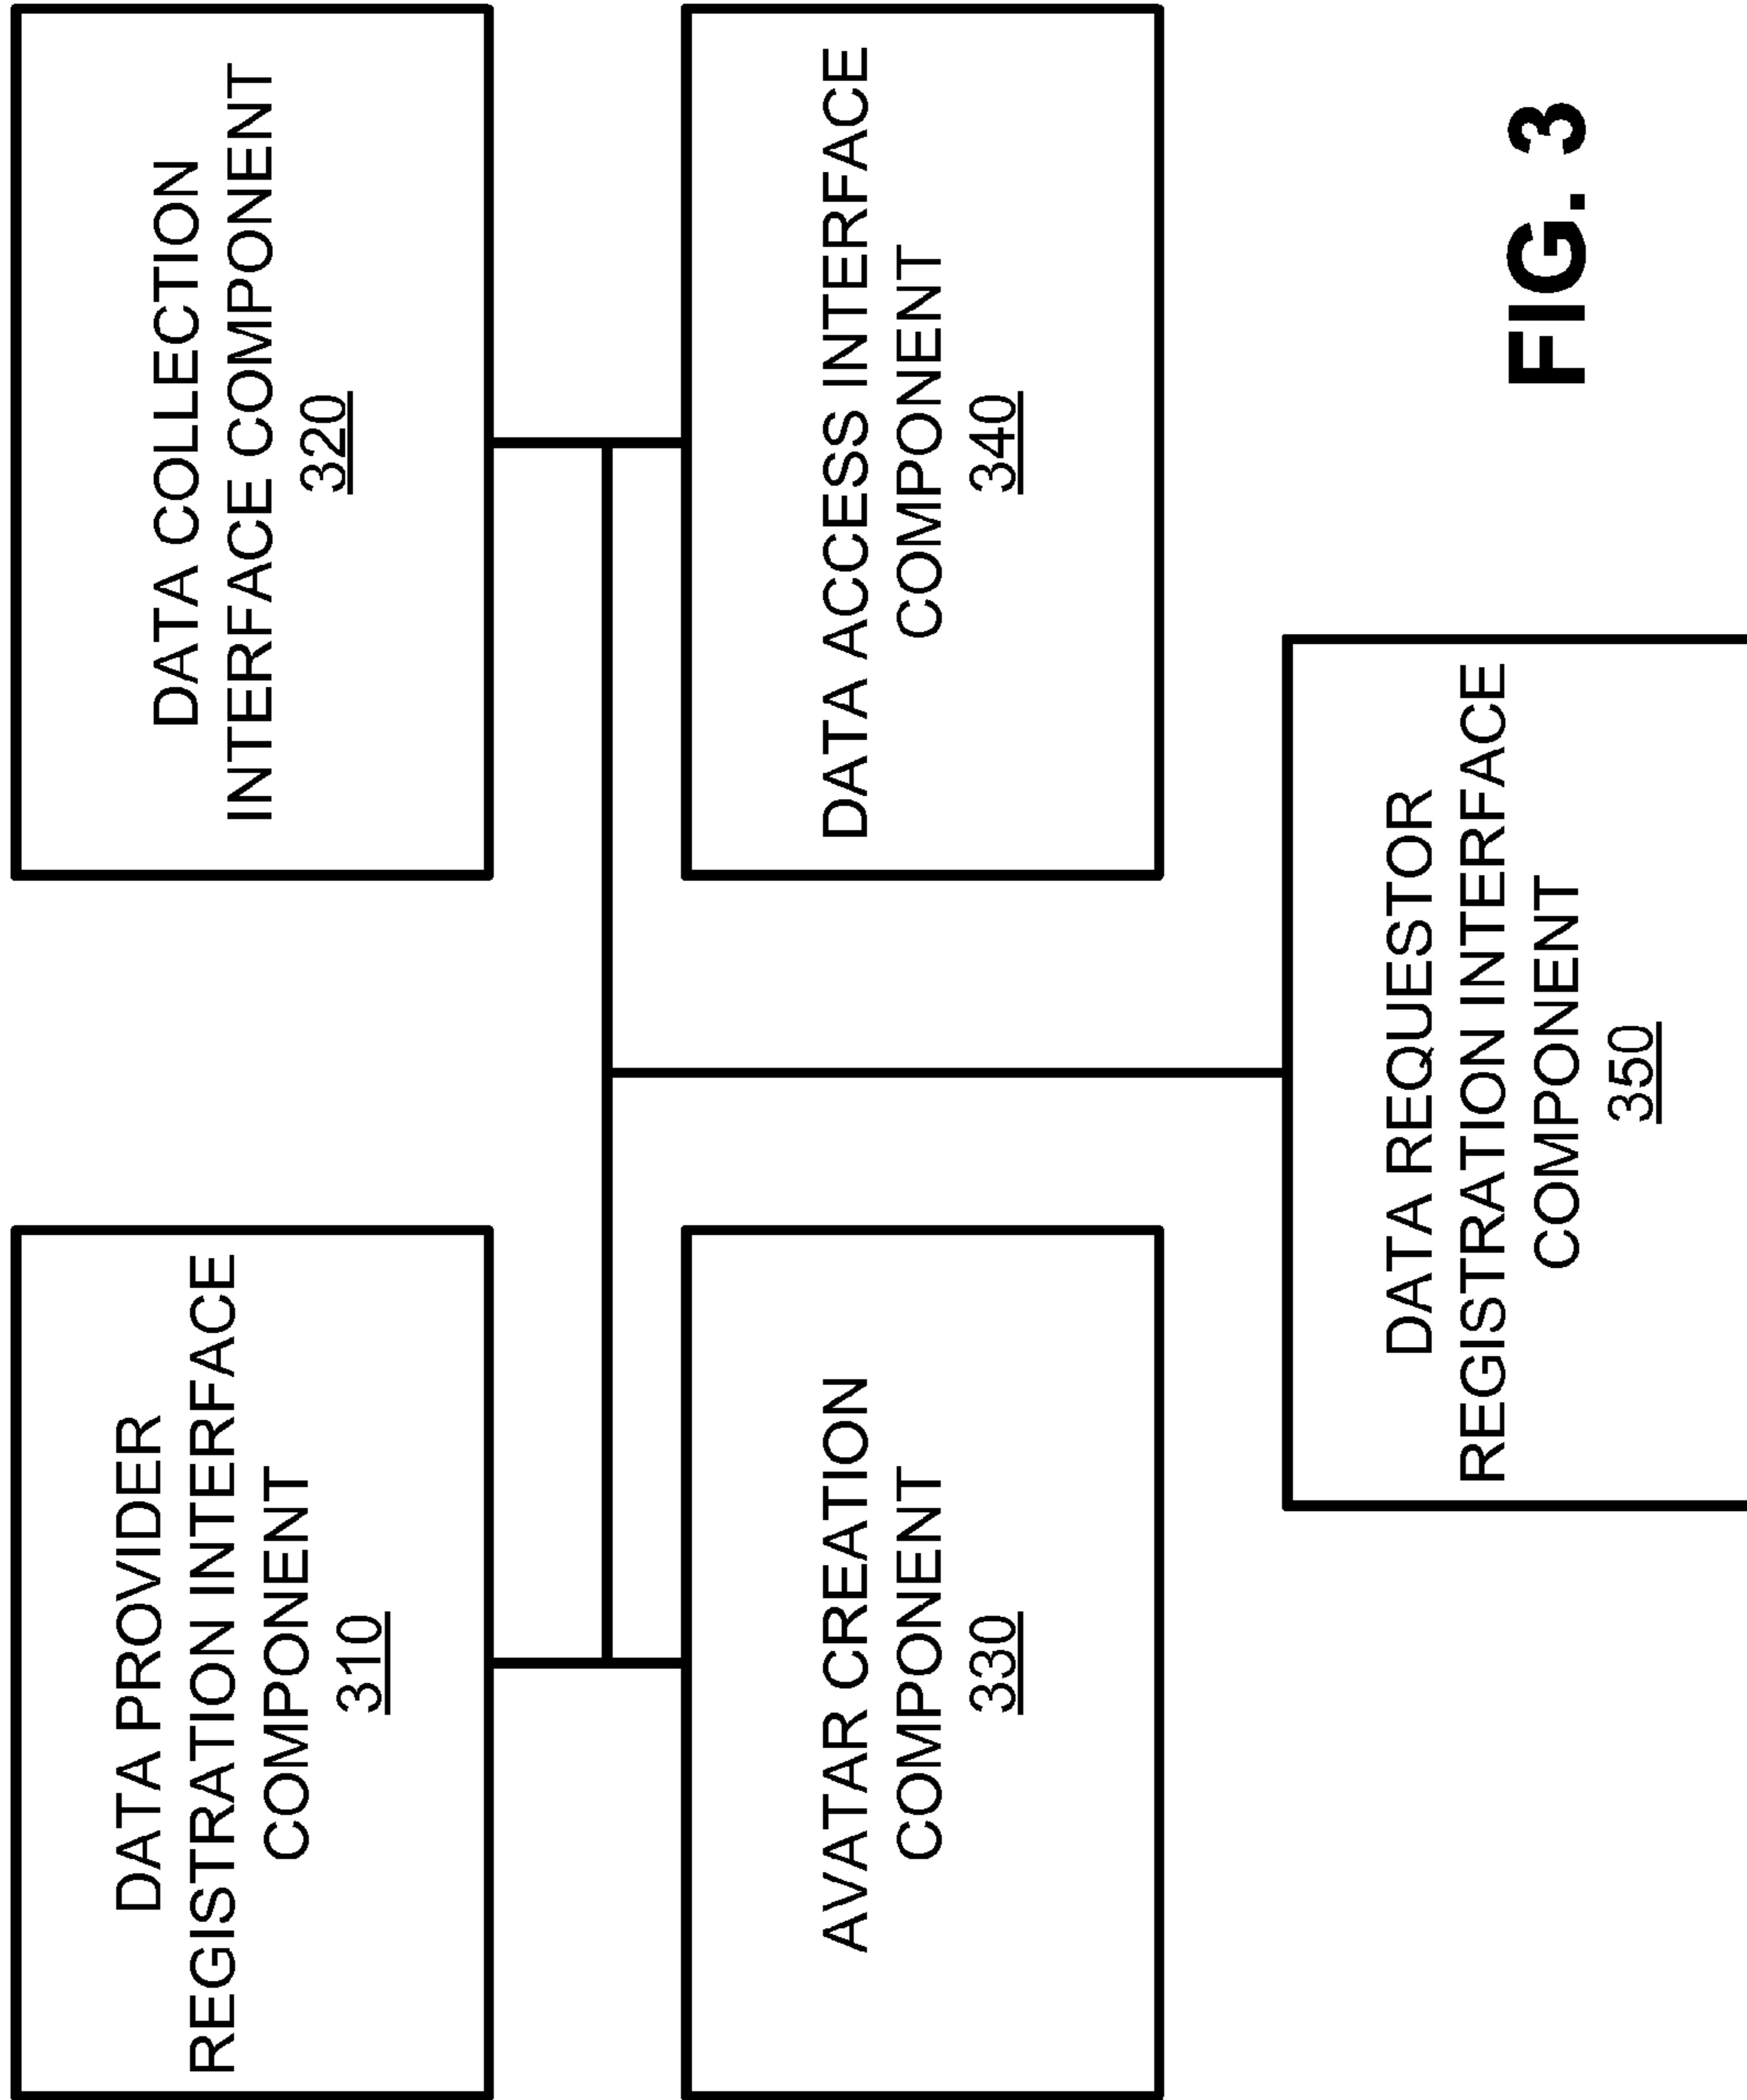 DATA PROVIDER
REGISTRATION INTERFACE
COMPONENT
310
DATA COLLECTION
INTERFACE COMPONENT
320
AVATAR CREATION
COMPONENT
330
DATA ACCESS INTERFACE
COMPONENT
340
DATA REQUESTOR
REGISTRATION INTERFACE
COMPONENT
350
FIG. 3